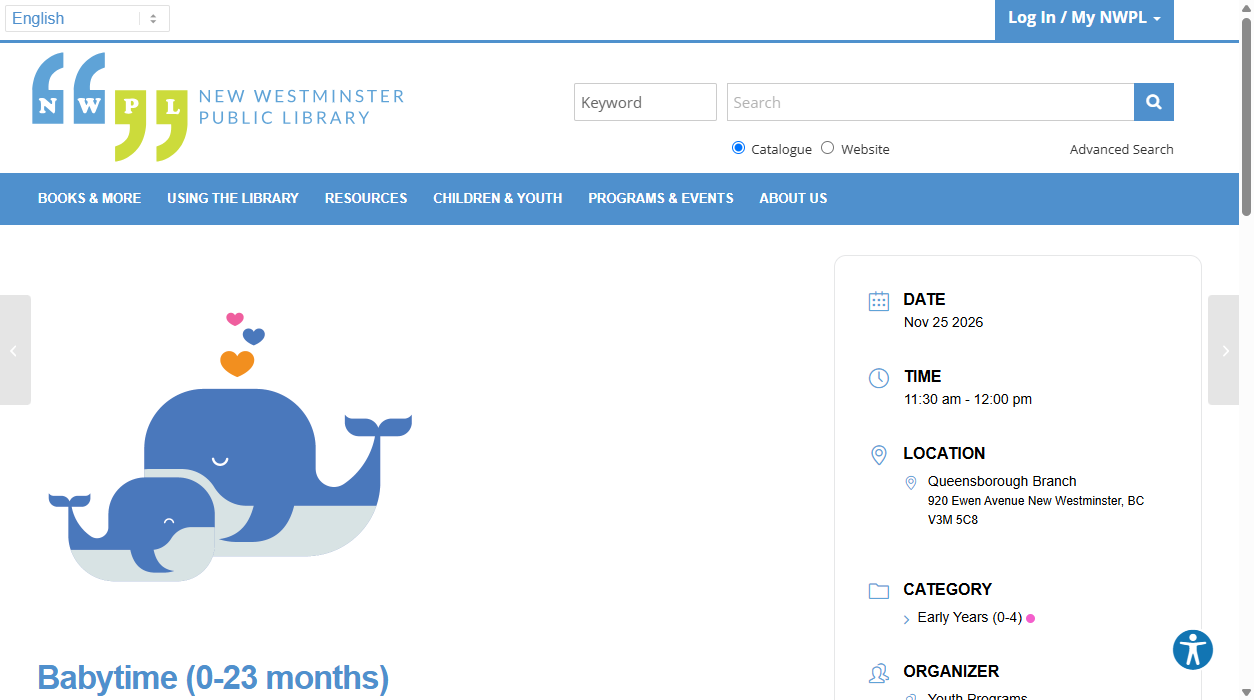 English
Log In / My NWPL
N W P L
NEW WESTMINSTER
PUBLIC LIBRARY
Keyword
Search
Catalogue
Website
Advanced Search
BOOKS & MORE
USING THE LIBRARY
RESOURCES
CHILDREN & YOUTH
PROGRAMS & EVENTS
ABOUT US
DATE
Nov 25 2026
TIME
11:30 am - 12:00 pm
LOCATION
Queensborough Branch
920 Ewen Avenue New Westminster, BC
V3M 5C8
CATEGORY
Early Years (0-4)
ORGANIZER
Youth Programs
Babytime (0-23 months)